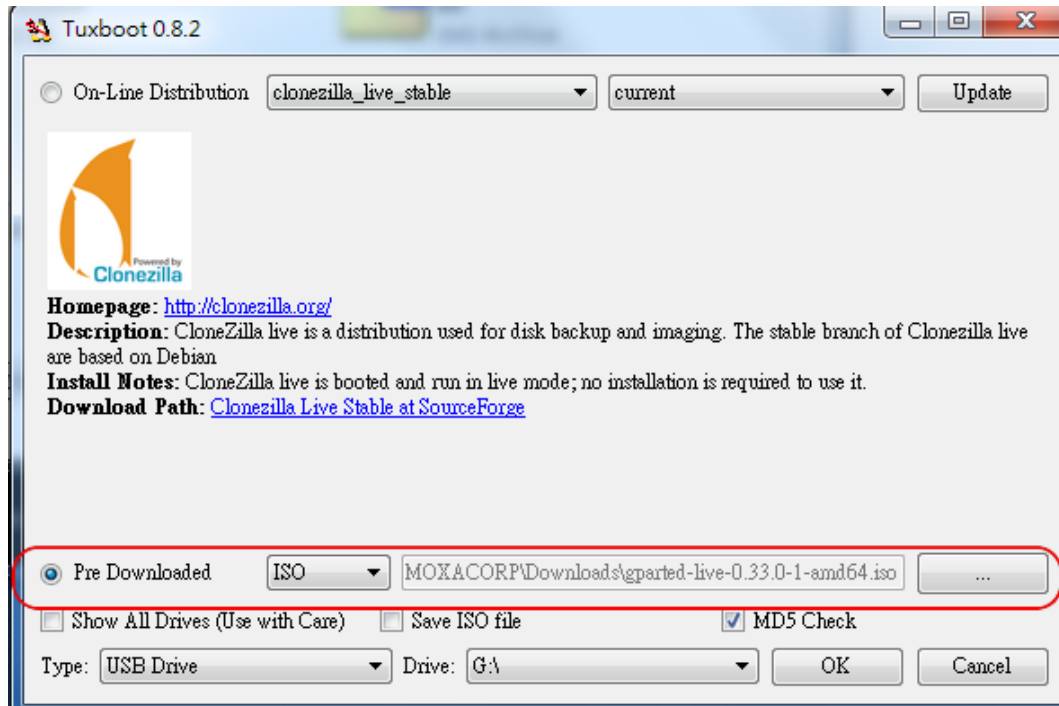 Tuxboot 0.8.2
On-Line Distribution clonezilla_live_stable current Update
Powered by
Clonezilla
Homepage: http://clonezilla.org/
Description: CloneZilla live is a distribution used for disk backup and imaging. The stable branch of Clonezilla live
are based on Debian
Install Notes: CloneZilla live is booted and run in live mode; no installation is required to use it.
Download Path: Clonezilla Live Stable at SourceForge
Pre Downloaded ISO MOXACORP\Downloads\gparted-live-0.33.0-1-amd64.iso ...
Show All Drives (Use with Care) Save ISO file MD5 Check
Type: USB Drive Drive: G:\ OK Cancel